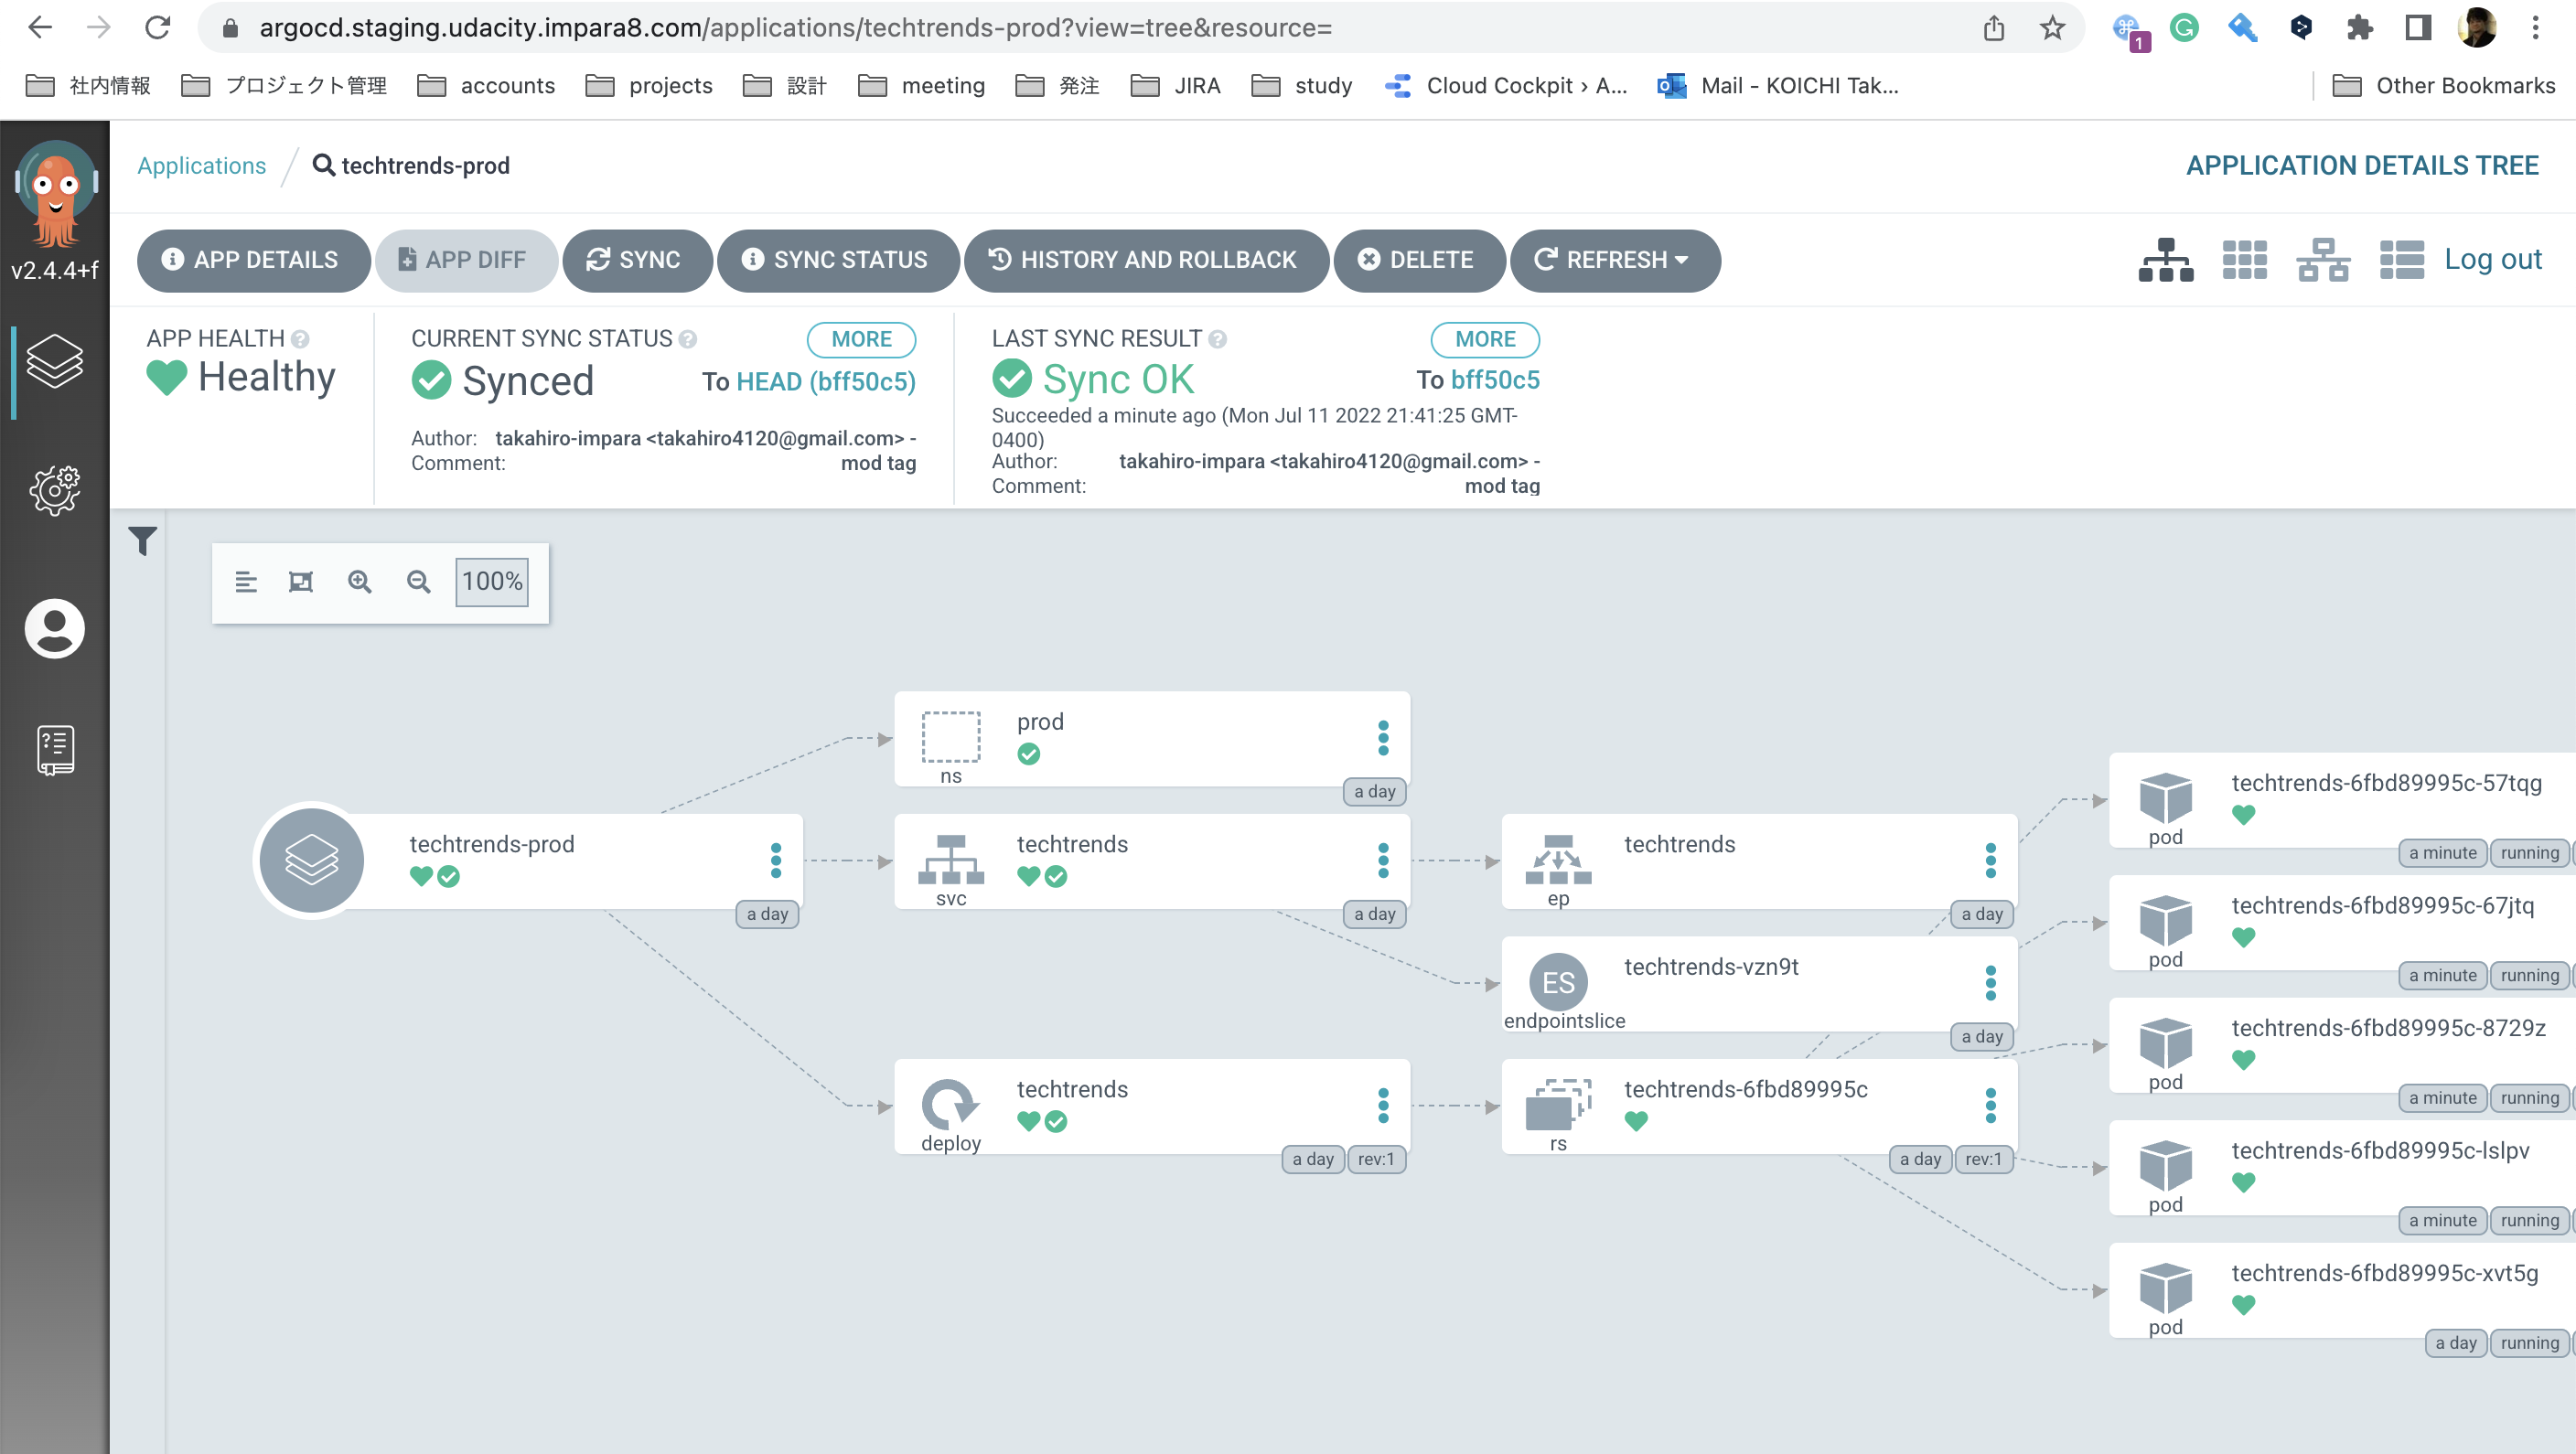 argocd.staging.udacity.impara8.com/applications/techtrends-prod?view=tree&resource=
1
社内情報 プロジェクト管理 accounts projects 設計 meeting 発注 JIRA study Cloud Cockpit › A... Mail - KOICHI Tak... Other Bookmarks
Applications / techtrends-prod APPLICATION DETAILS TREE
v2.4.4+f
APP DETAILS APP DIFF SYNC SYNC STATUS HISTORY AND ROLLBACK DELETE REFRESH Log out
APP HEALTH
Healthy
CURRENT SYNC STATUS MORE
Synced To HEAD (bff50c5)
Author: takahiro-impara <takahiro4120@gmail.com> -
Comment: mod tag
LAST SYNC RESULT MORE
Sync OK To bff50c5
Succeeded a minute ago (Mon Jul 11 2022 21:41:25 GMT-
0400)
Author: takahiro-impara <takahiro4120@gmail.com> -
Comment: mod tag
100%
techtrends-prod
a day
prod
ns
a day
techtrends
svc
a day
techtrends
deploy
a day rev:1
techtrends
ep
a day
ES
techtrends-vzn9t
endpointslice
a day
techtrends-6fbd89995c
rs
a day rev:1
techtrends-6fbd89995c-57tqg
pod
a minute running
techtrends-6fbd89995c-67jtq
pod
a minute running
techtrends-6fbd89995c-8729z
pod
a minute running
techtrends-6fbd89995c-lslpv
pod
a minute running
techtrends-6fbd89995c-xvt5g
pod
a day running